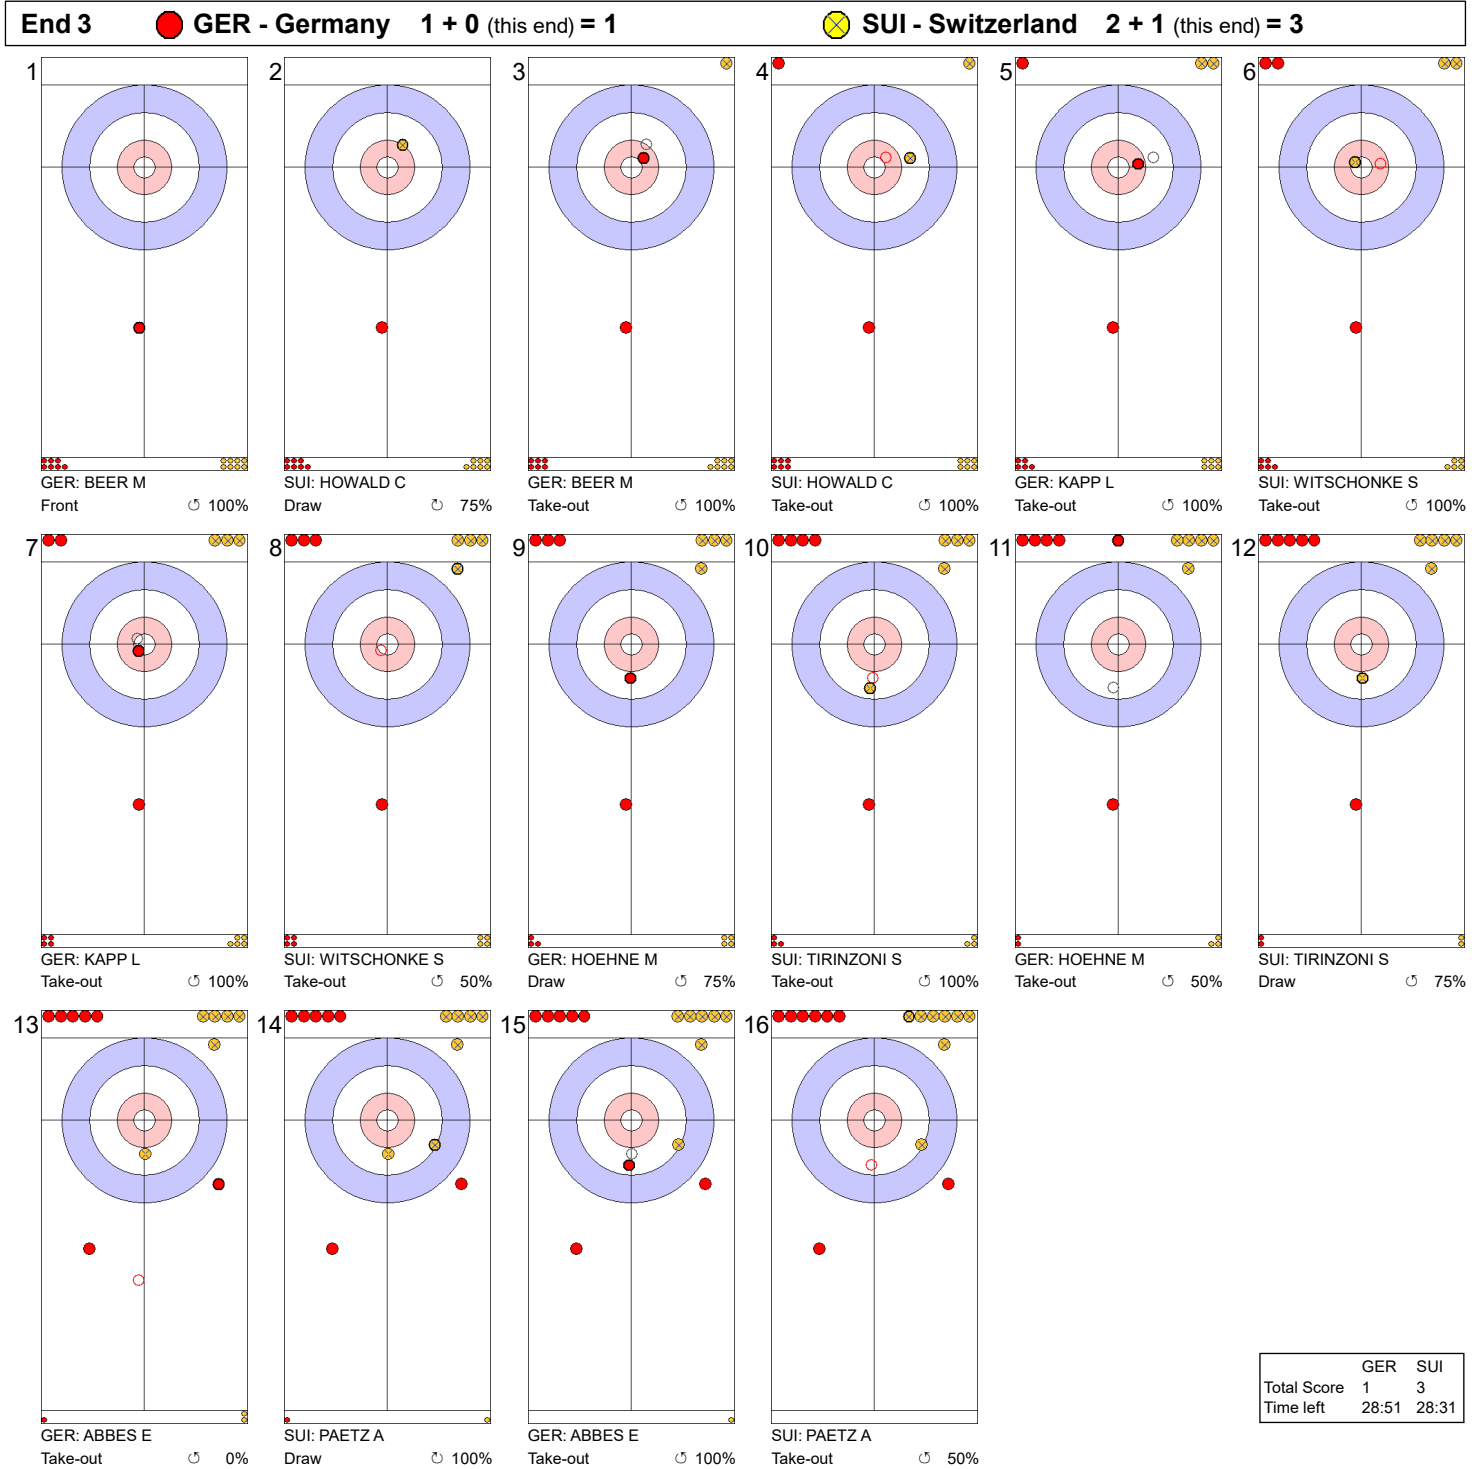 End 3 GER - Germany 1 + 0 (this end) = 1 SUI - Switzerland 2 + 1 (this end) = 3
1 2 3 4 5 6
GER: BEER M SUI: HOWALD C GER: BEER M SUI: HOWALD C GER: KAPP L SUI: WITSCHONKE S
Front ↺ 100% Draw ↻ 75% Take-out ↺ 100% Take-out ↺ 100% Take-out ↺ 100% Take-out ↺ 100%
7 8 9 10 11 12
GER: KAPP L SUI: WITSCHONKE S GER: HOEHNE M SUI: TIRINZONI S GER: HOEHNE M SUI: TIRINZONI S
Take-out ↺ 100% Take-out ↺ 50% Draw ↺ 75% Take-out ↺ 100% Take-out ↺ 50% Draw ↺ 75%
13 14 15 16
GER: ABBES E SUI: PAETZ A GER: ABBES E SUI: PAETZ A
Take-out ↺ 0% Draw ↺ 100% Take-out ↺ 100% Take-out ↺ 50%
GER SUI
Total Score 1 3
Time left 28:51 28:31